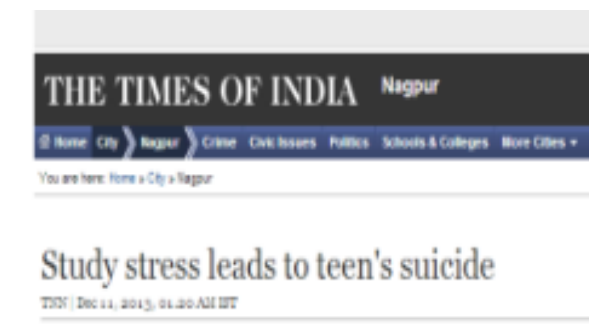 THE TIMES OF INDIA Nagpur
Home City Nagpur Crime Civic Issues Politics Schools & Colleges More Cities
You are here: Home » City » Nagpur
Study stress leads to teen's suicide
TNN | Dec 11, 2013, 01.20 AM IST